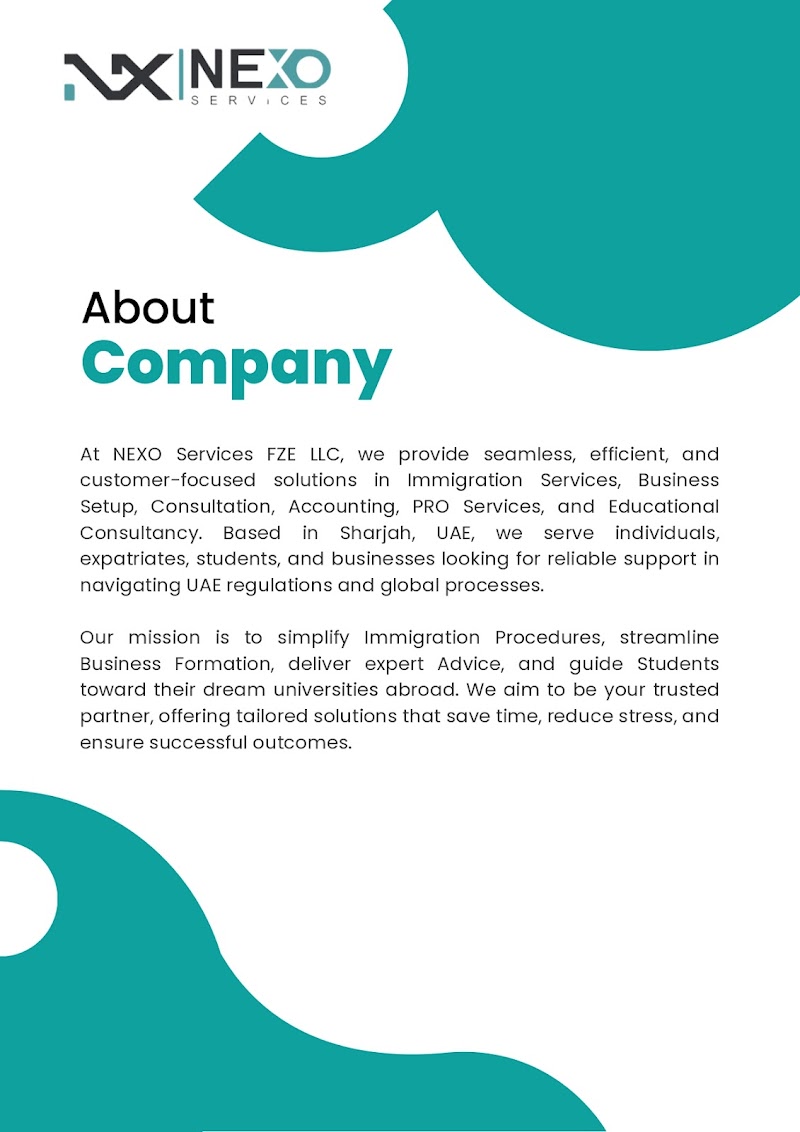 NX NEXO
SERVICES
About
Company
At NEXO Services FZE LLC, we provide seamless, efficient, and
customer-focused solutions in Immigration Services, Business
Setup, Consultation, Accounting, PRO Services, and Educational
Consultancy. Based in Sharjah, UAE, we serve individuals,
expatriates, students, and businesses looking for reliable support in
navigating UAE regulations and global processes.
Our mission is to simplify Immigration Procedures, streamline
Business Formation, deliver expert Advice, and guide Students
toward their dream universities abroad. We aim to be your trusted
partner, offering tailored solutions that save time, reduce stress, and
ensure successful outcomes.